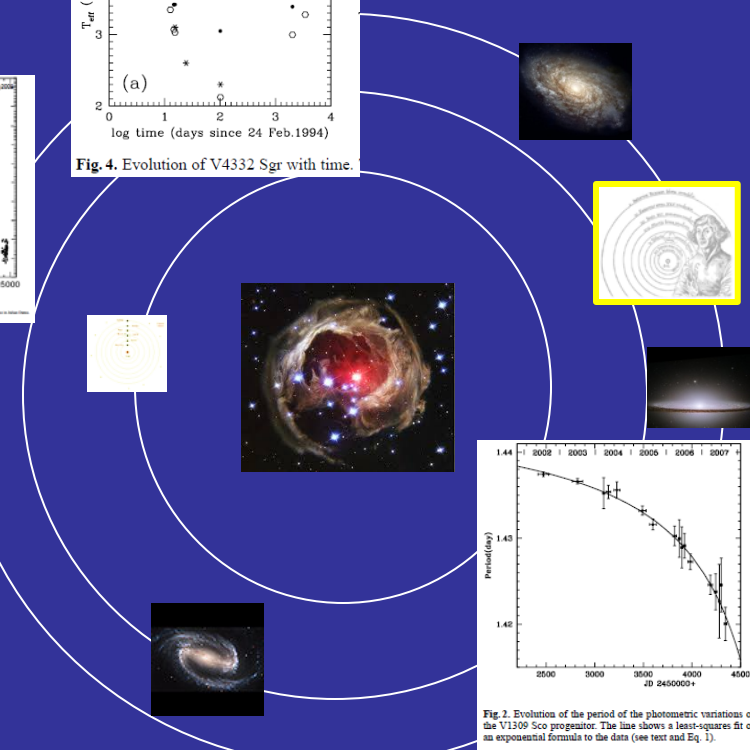 T_eff (
3
2
(a)
0 1 2 3 4
log time (days since 24 Feb.1994)
Fig. 4. Evolution of V4332 Sgr with time.
5000
| 2002 | 2003 | 2004 | 2005 | 2006 | 2007 |
1.44
1.43
1.42
Period(day)
2500 3000 3500 4000 4500
JD 2450000+
Fig. 2. Evolution of the period of the photometric variations o
the V1309 Sco progenitor. The line shows a least-squares fit o
an exponential formula to the data (see text and Eq. 1).